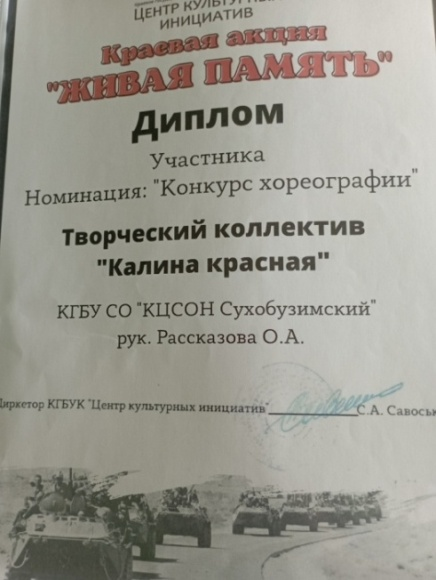 ЦЕНТР КУЛЬТУРНЫХ
ИНИЦИАТИВ
Краевая акция
"ЖИВАЯ ПАМЯТЬ"
Диплом
Участника
Номинация: "Конкурс хореографии"
Творческий коллектив
"Калина красная"
КГБУ СО "КЦСОН Сухобузимский"
рук. Рассказова О.А.
Директор КГБУК "Центр культурных инициатив" С.А. Савоськ